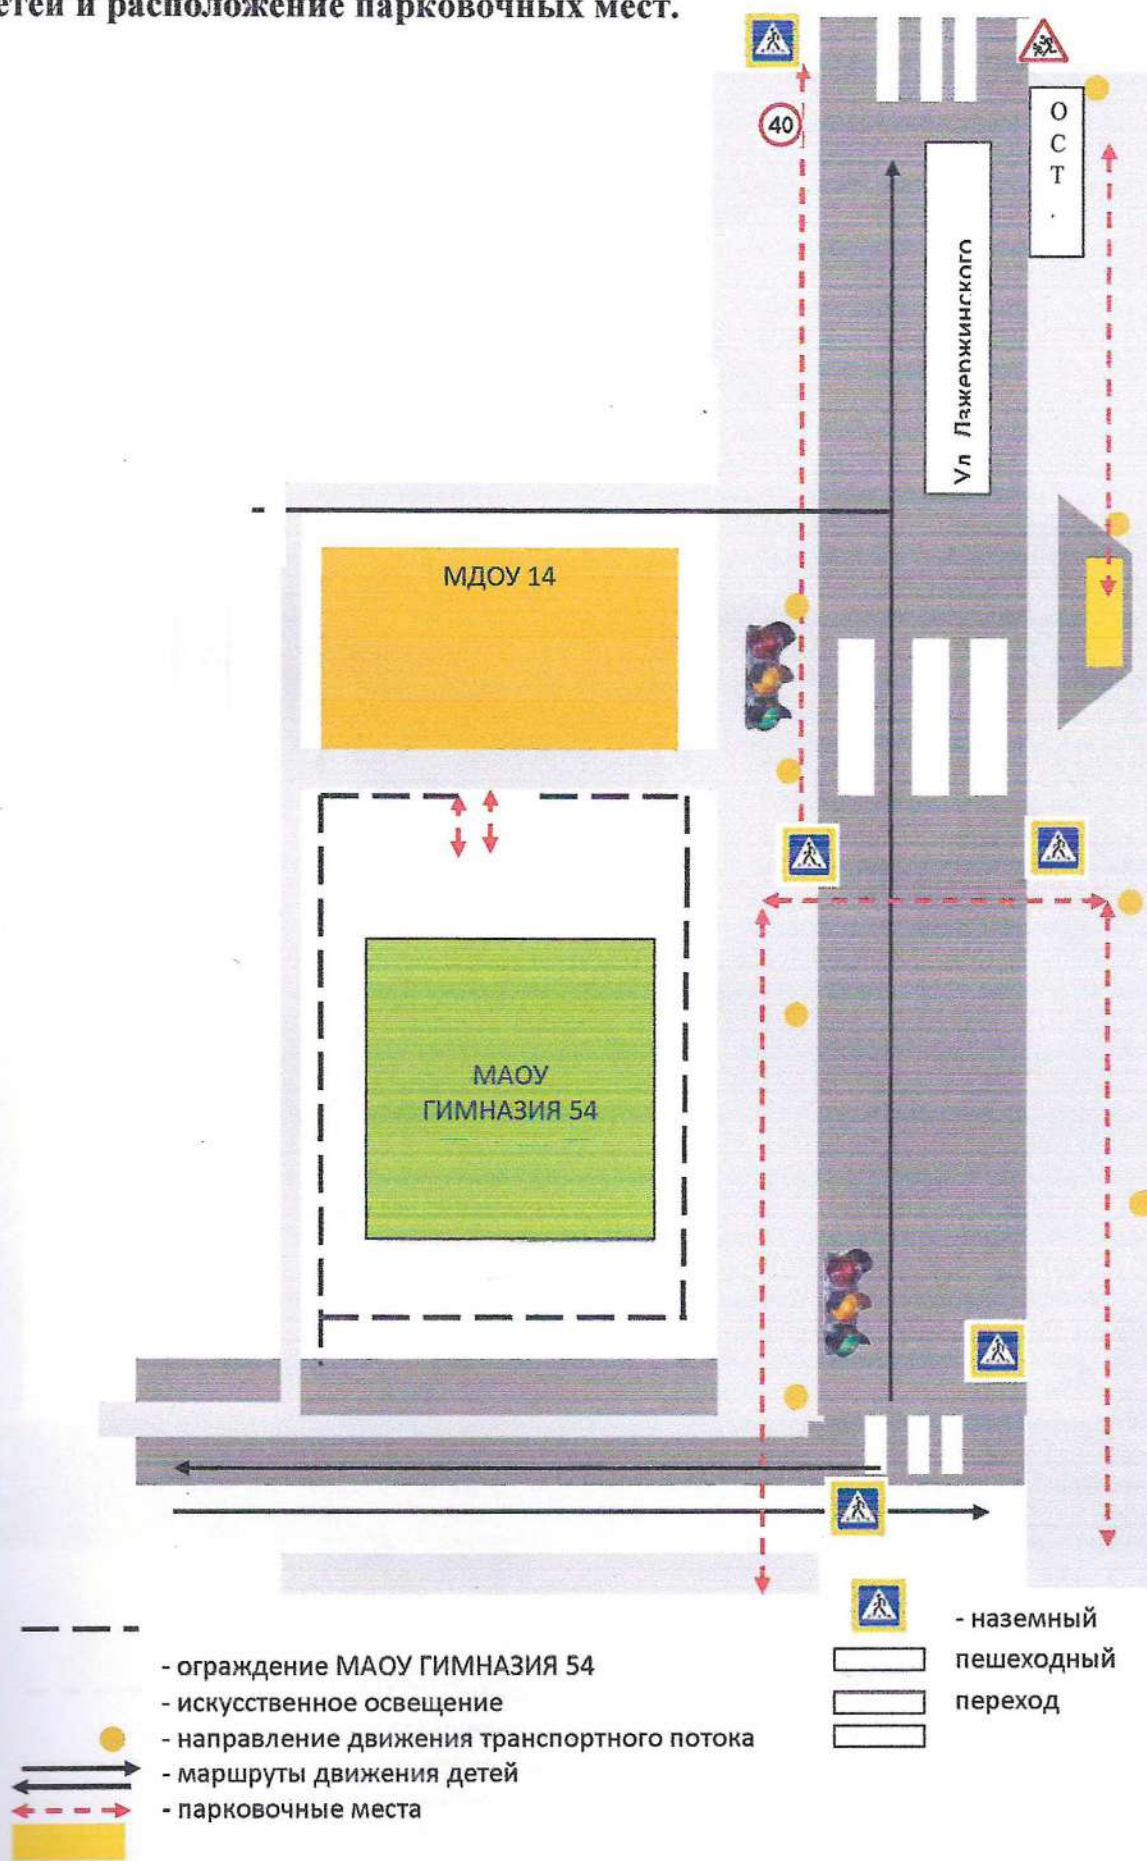 етей и расположение парковочных мест.
40
О
С
Т
.
Ул Дзержинского
МДОУ 14
МАОУ
ГИМНАЗИЯ 54
- ограждение МАОУ ГИМНАЗИЯ 54
- искусственное освещение
- направление движения транспортного потока
- маршруты движения детей
- парковочные места
- наземный
пешеходный
переход